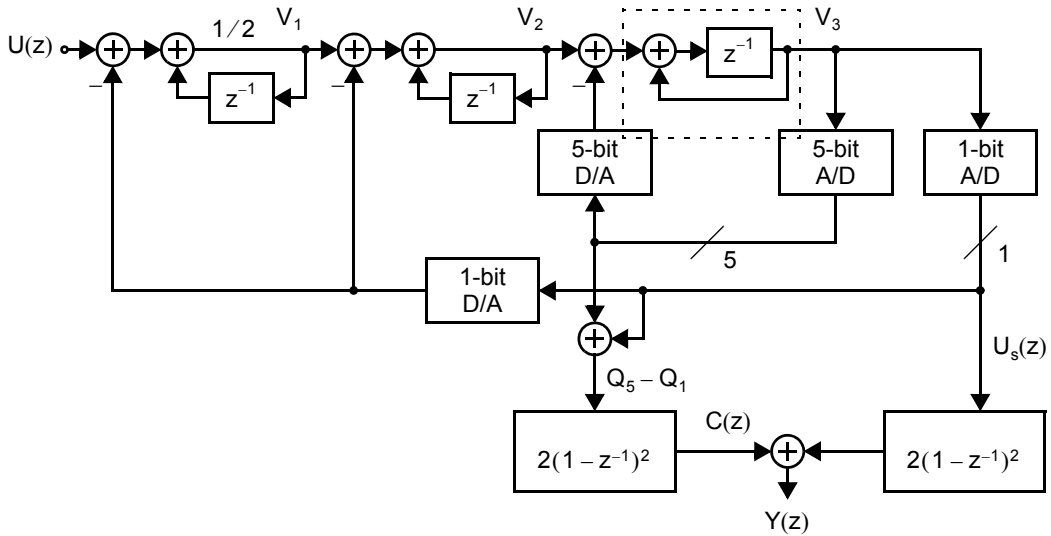 U(z)
1/2
V₁
V₂
V₃
–
–
–
z⁻¹
z⁻¹
z⁻¹
5-bit
D/A
5-bit
A/D
1-bit
A/D
5
1
1-bit
D/A
Uₛ(z)
Q₅ – Q₁
C(z)
2(1 – z⁻¹)²
2(1 – z⁻¹)²
Y(z)